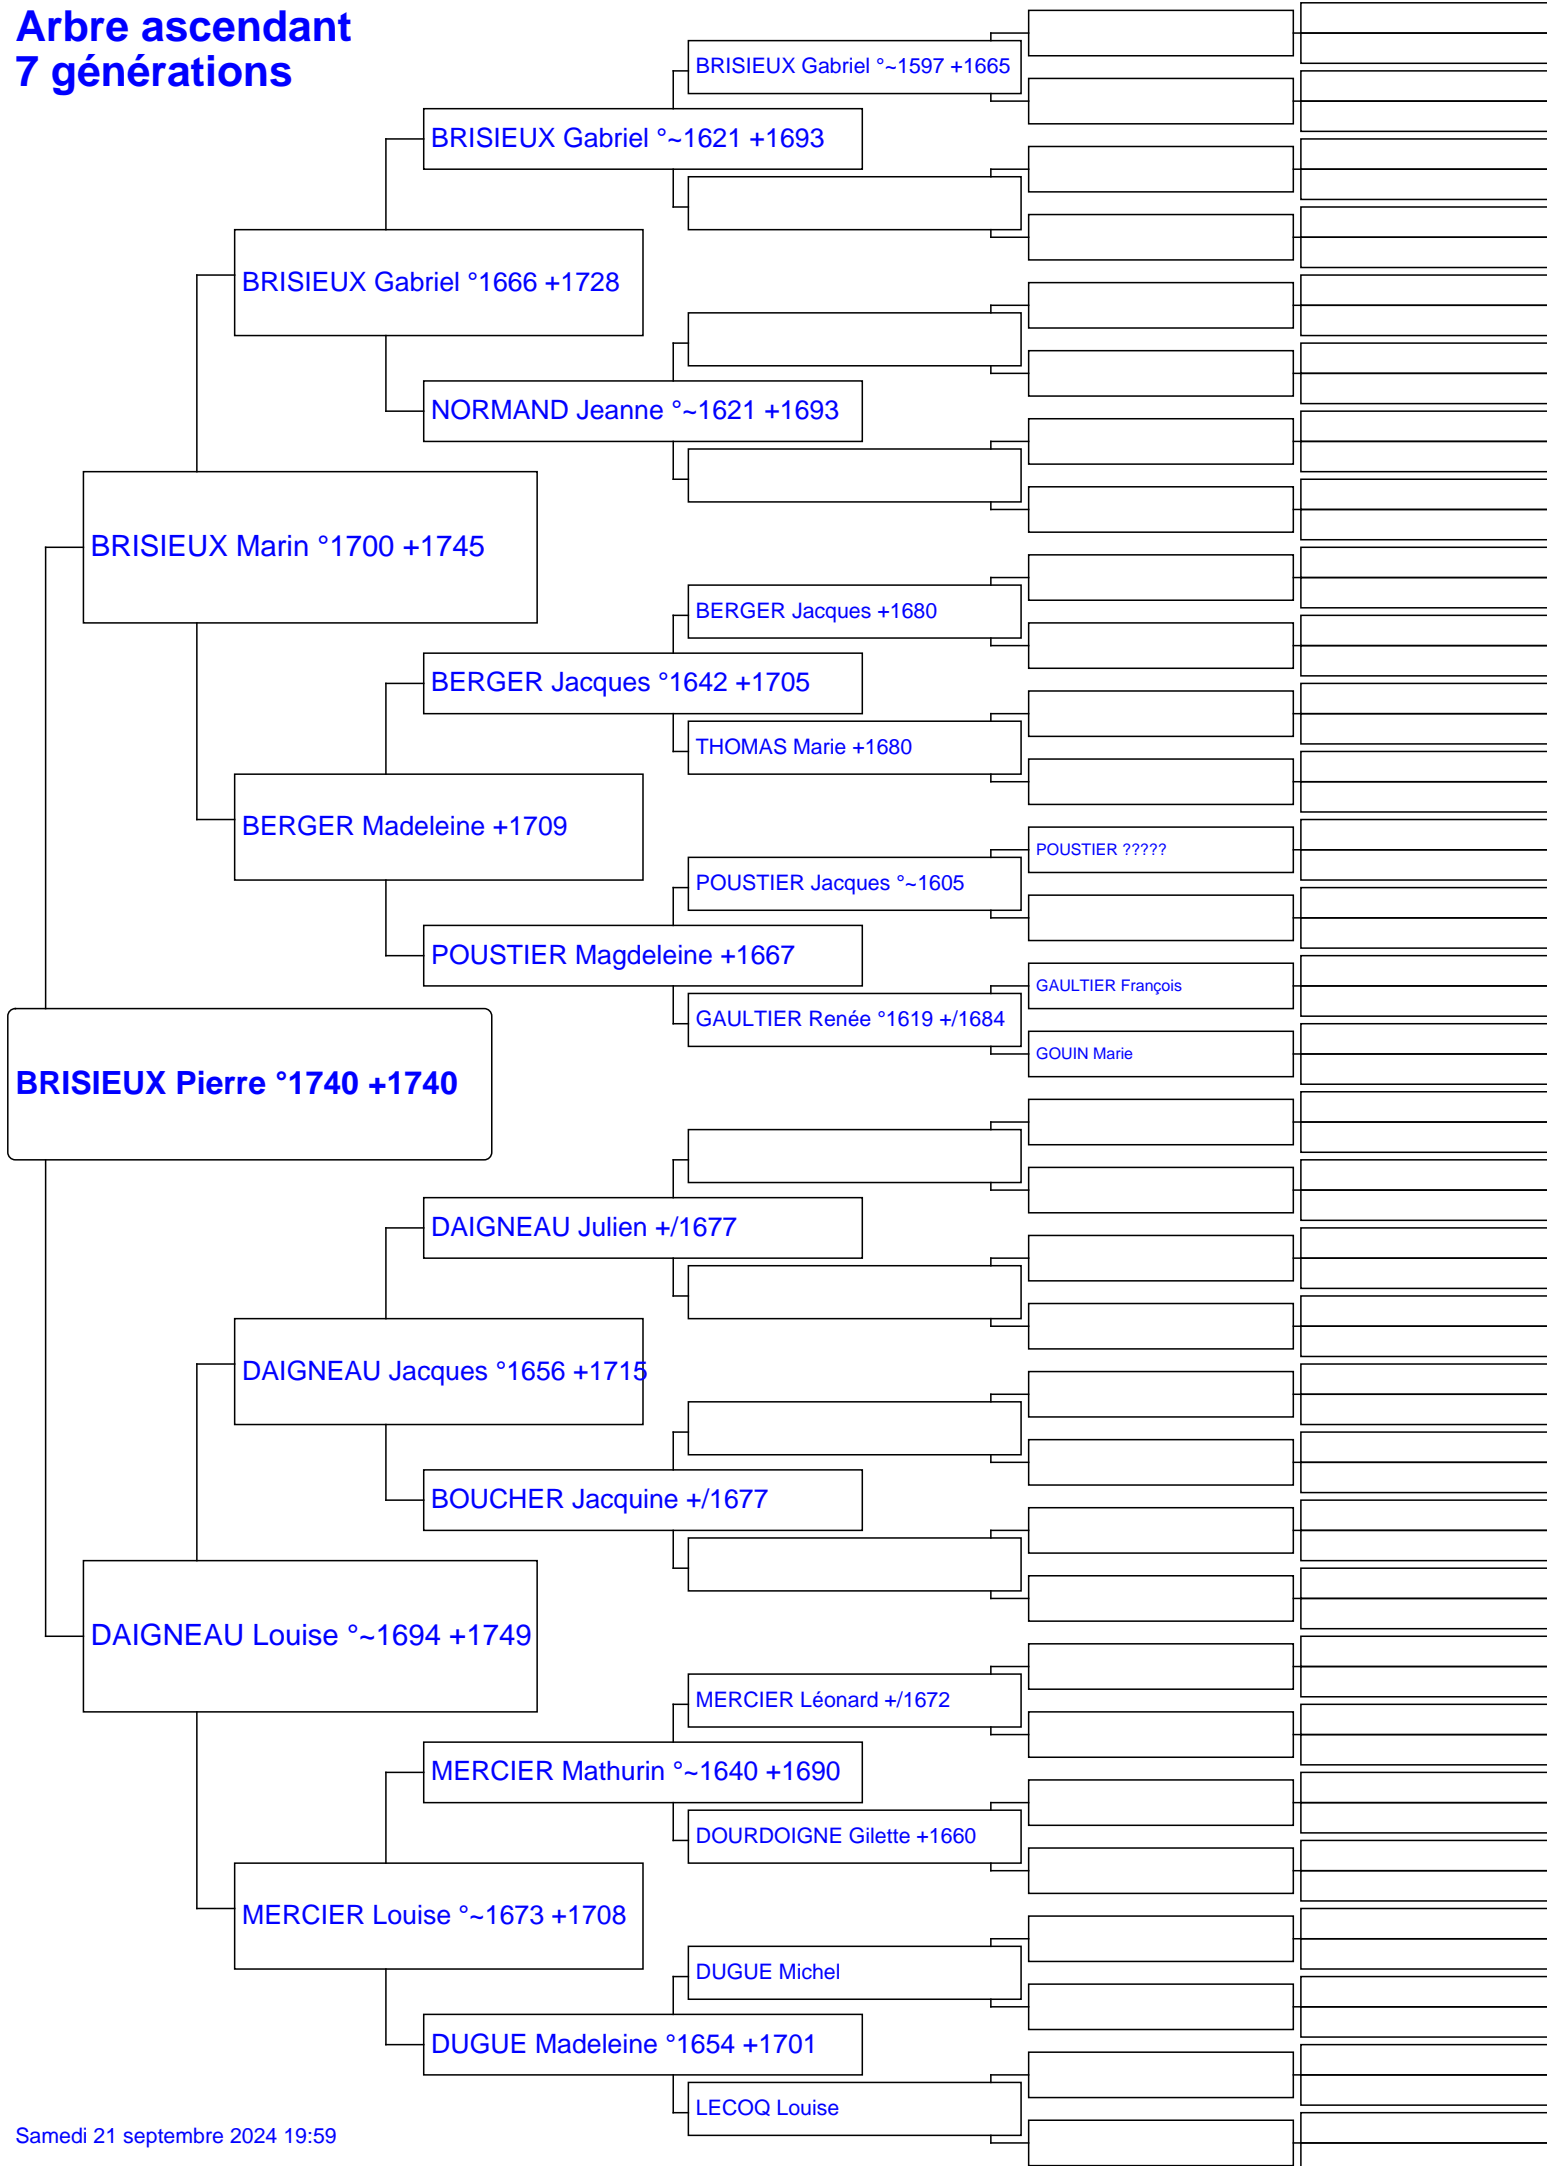 Arbre ascendant
7 générations
BRISIEUX Gabriel °~1597 +1665
BRISIEUX Gabriel °~1621 +1693
BRISIEUX Gabriel °1666 +1728
NORMAND Jeanne °~1621 +1693
BRISIEUX Marin °1700 +1745
BERGER Jacques +1680
BERGER Jacques °1642 +1705
THOMAS Marie +1680
BERGER Madeleine +1709
POUSTIER ?????
POUSTIER Jacques °~1605
POUSTIER Magdeleine +1667
GAULTIER François
GAULTIER Renée °1619 +/1684
GOUIN Marie
BRISIEUX Pierre °1740 +1740
DAIGNEAU Julien +/1677
DAIGNEAU Jacques °1656 +1715
BOUCHER Jacquine +/1677
DAIGNEAU Louise °~1694 +1749
MERCIER Léonard +/1672
MERCIER Mathurin °~1640 +1690
DOURDOIGNE Gilette +1660
MERCIER Louise °~1673 +1708
DUGUE Michel
DUGUE Madeleine °1654 +1701
LECOQ Louise
Samedi 21 septembre 2024 19:59